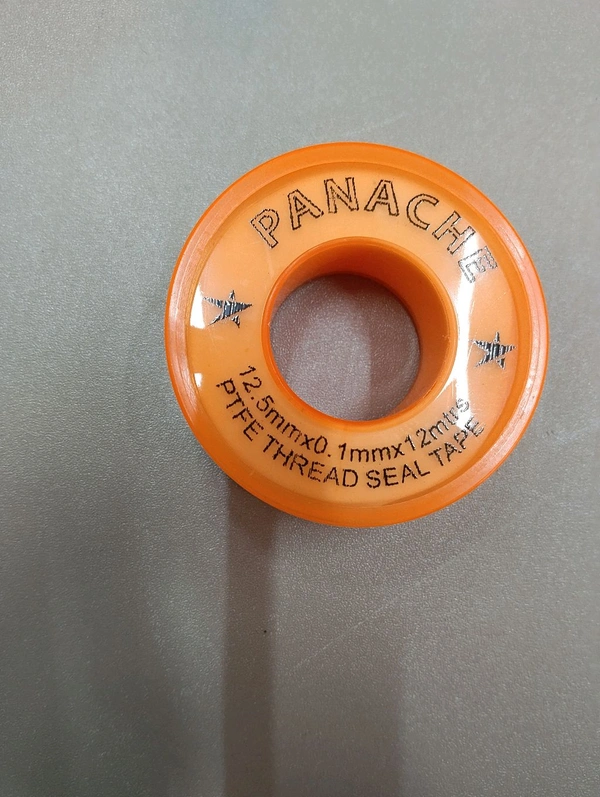 PANACHE
12.5mmx0.1mmx12mtrs
PTFE THREAD SEAL TAPE